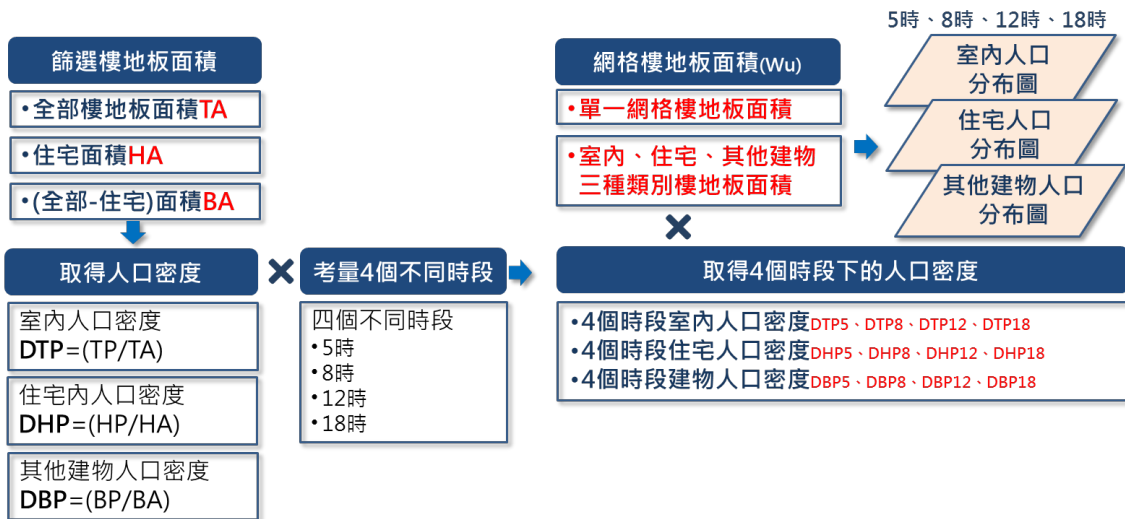 篩選樓地板面積
•全部樓地板面積TA
•住宅面積HA
•(全部-住宅)面積BA
取得人口密度
室內人口密度
DTP=(TP/TA)
住宅內人口密度
DHP=(HP/HA)
其他建物人口密度
DBP=(BP/BA)
×
考量4個不同時段
四個不同時段
•5時
•8時
•12時
•18時
網格樓地板面積(Wu)
•單一網格樓地板面積
•室內、住宅、其他建物
三種類別樓地板面積
×
取得4個時段下的人口密度
•4個時段室內人口密度DTP5、DTP8、DTP12、DTP18
•4個時段住宅人口密度DHP5、DHP8、DHP12、DHP18
•4個時段建物人口密度DBP5、DBP8、DBP12、DBP18
5時、8時、12時、18時
室內人口
分布圖
住宅人口
分布圖
其他建物人口
分布圖